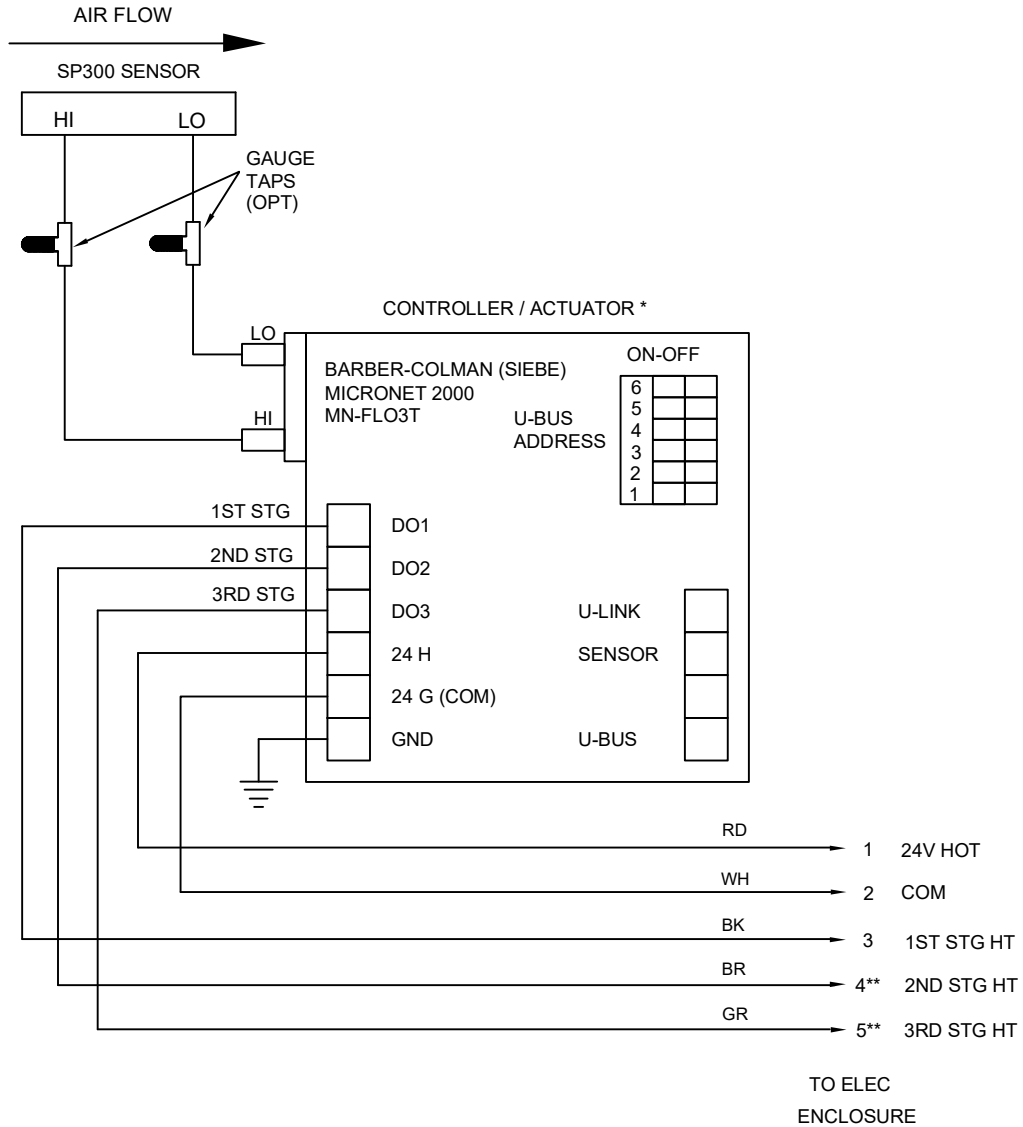 AIR FLOW
SP300 SENSOR
HI LO
GAUGE
TAPS
(OPT)
CONTROLLER / ACTUATOR *
LO
HI
BARBER-COLMAN (SIEBE)
MICRONET 2000
MN-FLO3T
U-BUS
ADDRESS
ON-OFF
6
5
4
3
2
1
1ST STG DO1
2ND STG DO2
3RD STG DO3
24 H
24 G (COM)
GND
U-LINK
SENSOR
U-BUS
RD 1 24V HOT
WH 2 COM
BK 3 1ST STG HT
BR 4** 2ND STG HT
GR 5** 3RD STG HT
TO ELEC
ENCLOSURE